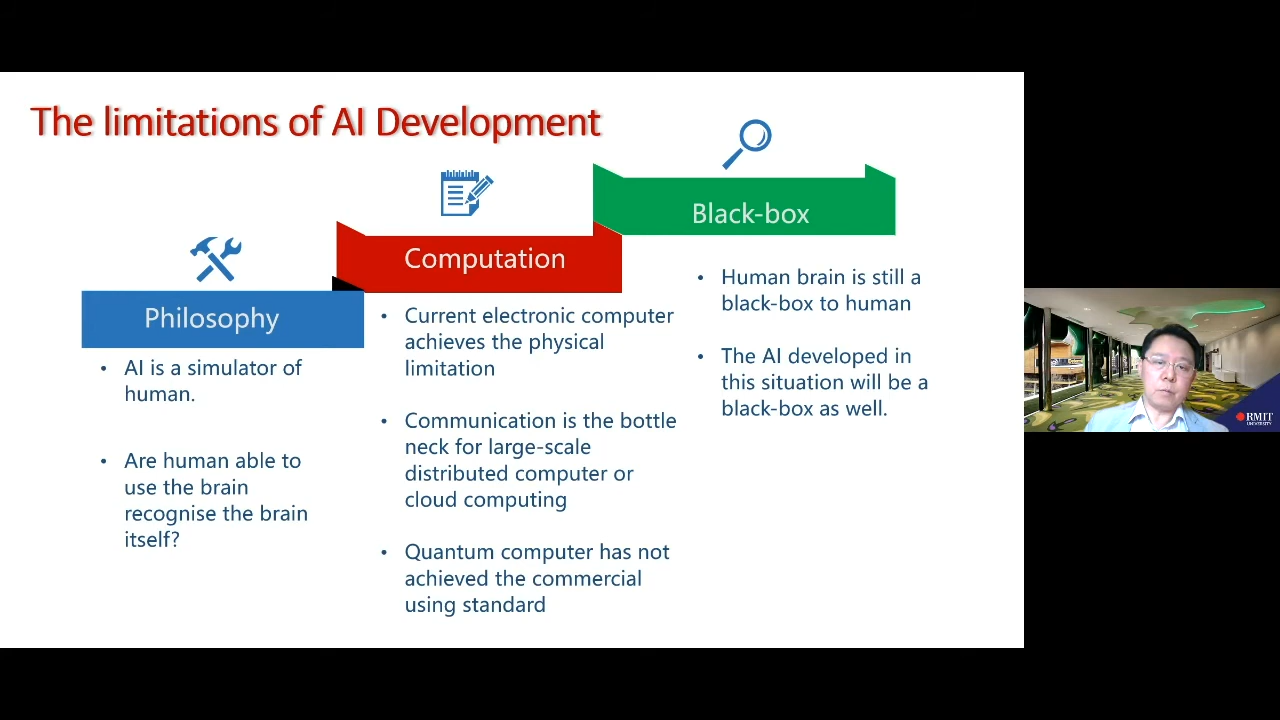 The limitations of AI Development
Philosophy
AI is a simulator of
human.
Are human able to
use the brain
recognise the brain
itself?
Computation
Current electronic computer
achieves the physical
limitation
Communication is the bottle
neck for large-scale
distributed computer or
cloud computing
Quantum computer has not
achieved the commercial
using standard
Black-box
Human brain is still a
black-box to human
The AI developed in
this situation will be a
black-box as well.
RMIT
UNIVERSITY